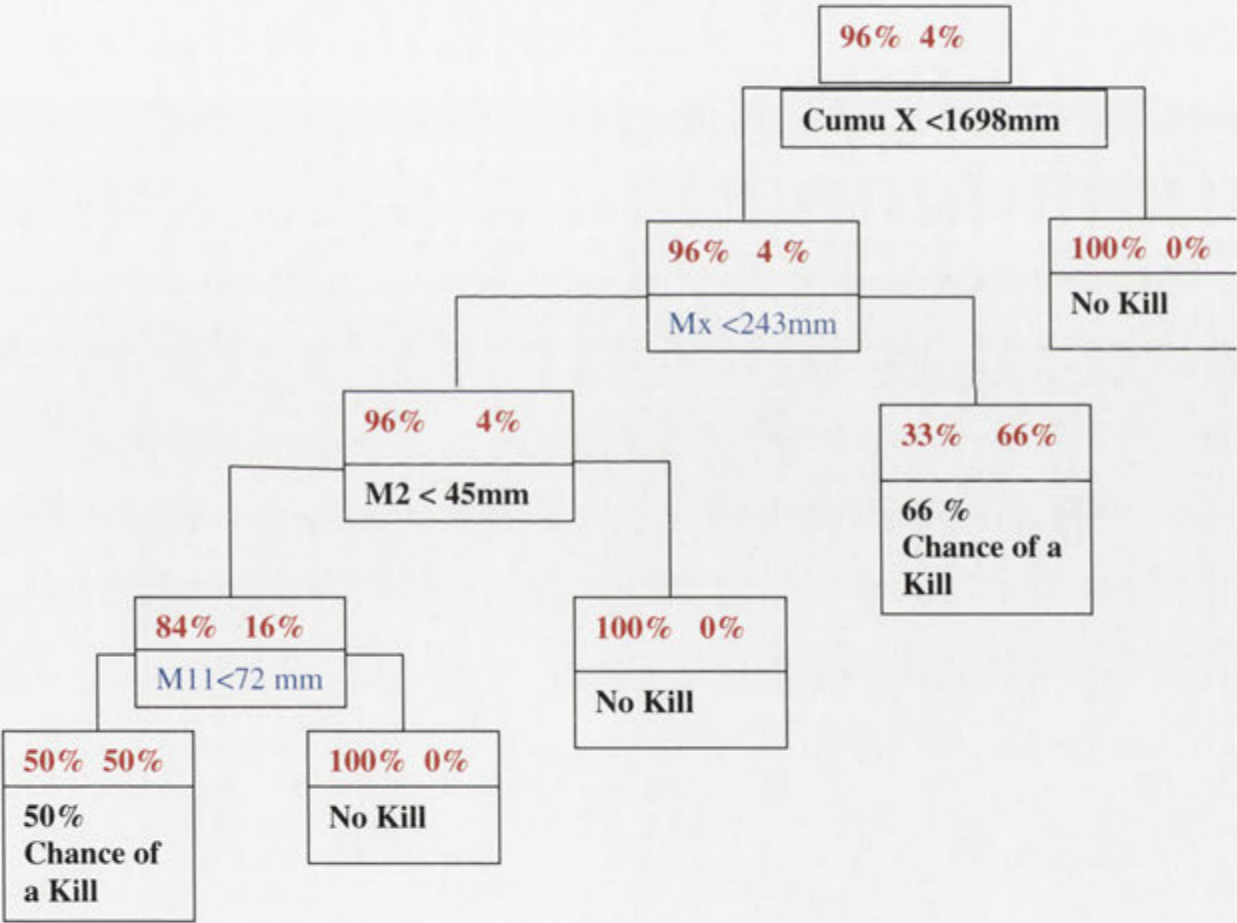 96% 4%
Cumu X <1698mm
96% 4 %
Mx <243mm
100% 0%
No Kill
96% 4%
M2 < 45mm
33% 66%
66 %
Chance of a
Kill
84% 16%
M11<72 mm
100% 0%
No Kill
50% 50%
50%
Chance of
a Kill
100% 0%
No Kill